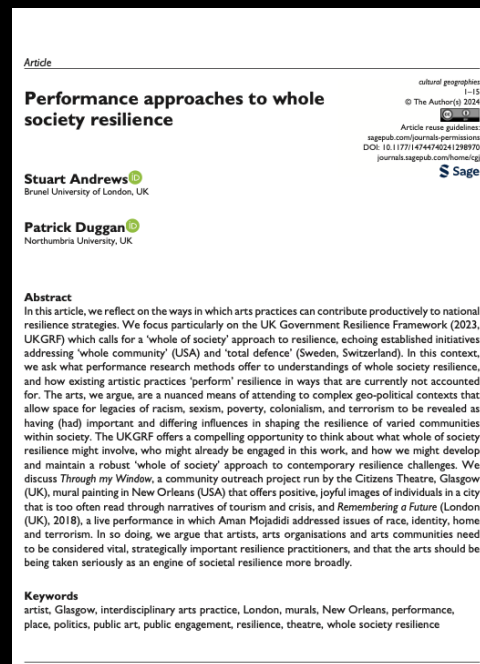 Article
cultural geographies
1–15
© The Author(s) 2024
Article reuse guidelines:
sagepub.com/journals-permissions
DOI: 10.1177/14744740241298970
journals.sagepub.com/home/cgj
Sage
Performance approaches to whole
society resilience
Stuart Andrews
Brunel University of London, UK
Patrick Duggan
Northumbria University, UK
Abstract
In this article, we reflect on the ways in which arts practices can contribute productively to national
resilience strategies. We focus particularly on the UK Government Resilience Framework (2023,
UKGRF) which calls for a ‘whole of society’ approach to resilience, echoing established initiatives
addressing ‘whole community’ (USA) and ‘total defence’ (Sweden, Switzerland). In this context,
we ask what performance research methods offer to understandings of whole society resilience,
and how existing artistic practices ‘perform’ resilience in ways that are currently not accounted
for. The arts, we argue, are a nuanced means of attending to complex geo-political contexts that
allow space for legacies of racism, sexism, poverty, colonialism, and terrorism to be revealed as
having (had) important and differing influences in shaping the resilience of varied communities
within society. The UKGRF offers a compelling opportunity to think about what whole of society
resilience might involve, who might already be engaged in this work, and how we might develop
and maintain a robust ‘whole of society’ approach to contemporary resilience challenges. We
discuss Through my Window, a community outreach project run by the Citizens Theatre, Glasgow
(UK), mural painting in New Orleans (USA) that offers positive, joyful images of individuals in a city
that is too often read through narratives of tourism and crisis, and Remembering a Future (London
(UK), 2018), a live performance in which Aman Mojadidi addressed issues of race, identity, home
and terrorism. In so doing, we argue that artists, arts organisations and arts communities need
to be considered vital, strategically important resilience practitioners, and that the arts should be
being taken seriously as an engine of societal resilience more broadly.
Keywords
artist, Glasgow, interdisciplinary arts practice, London, murals, New Orleans, performance,
place, politics, public art, public engagement, resilience, theatre, whole society resilience